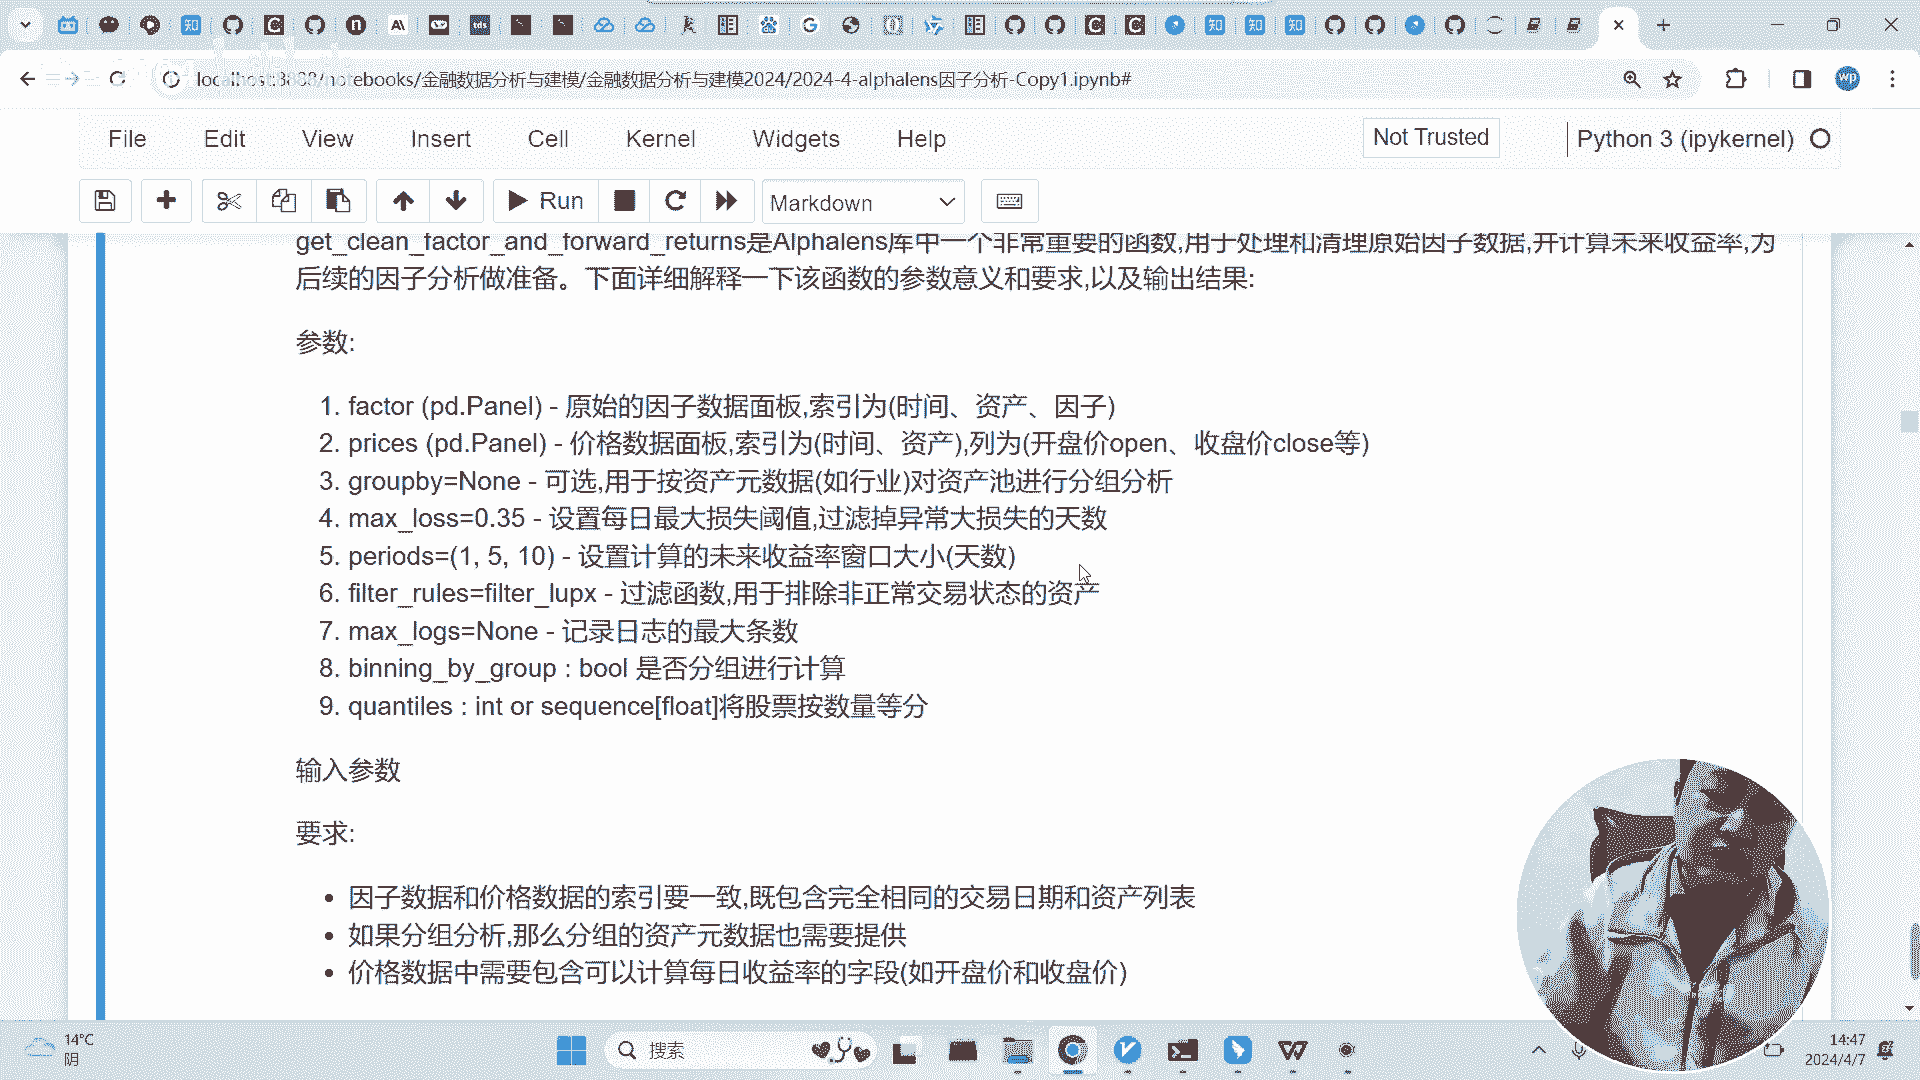 localhost:8888/notebooks/金融数据分析与建模/金融数据分析与建模2024/2024-4-alphalens因子分析-Copy1.ipynb#
File Edit View Insert Cell Kernel Widgets Help Not Trusted Python 3 (ipykernel)
Run Markdown
get_clean_factor_and_forward_returns是Alphalens库中一个非常重要的函数,用于处理和清理原始因子数据,并计算未来收益率,为
后续的因子分析做准备。下面详细解释一下该函数的参数意义和要求,以及输出结果:
参数:
1. factor (pd.Panel) - 原始的因子数据面板,索引为(时间、资产、因子)
2. prices (pd.Panel) - 价格数据面板,索引为(时间、资产),列为(开盘价open、收盘价close等)
3. groupby=None - 可选,用于按资产元数据(如行业)对资产池进行分组分析
4. max_loss=0.35 - 设置每日最大损失阈值,过滤掉异常大损失的天数
5. periods=(1, 5, 10) - 设置计算的未来收益率窗口大小(天数)
6. filter_rules=filter_lupx - 过滤函数,用于排除非正常交易状态的资产
7. max_logs=None - 记录日志的最大条数
8. binning_by_group : bool 是否分组进行计算
9. quantiles : int or sequence[float]将股票按数量等分
输入参数
要求:
• 因子数据和价格数据的索引要一致,既包含完全相同的交易日期和资产列表
• 如果分组分析,那么分组的资产元数据也需要提供
• 价格数据中需要包含可以计算每日收益率的字段(如开盘价和收盘价)
14°C
阴
搜索
14:47
2024/4/7